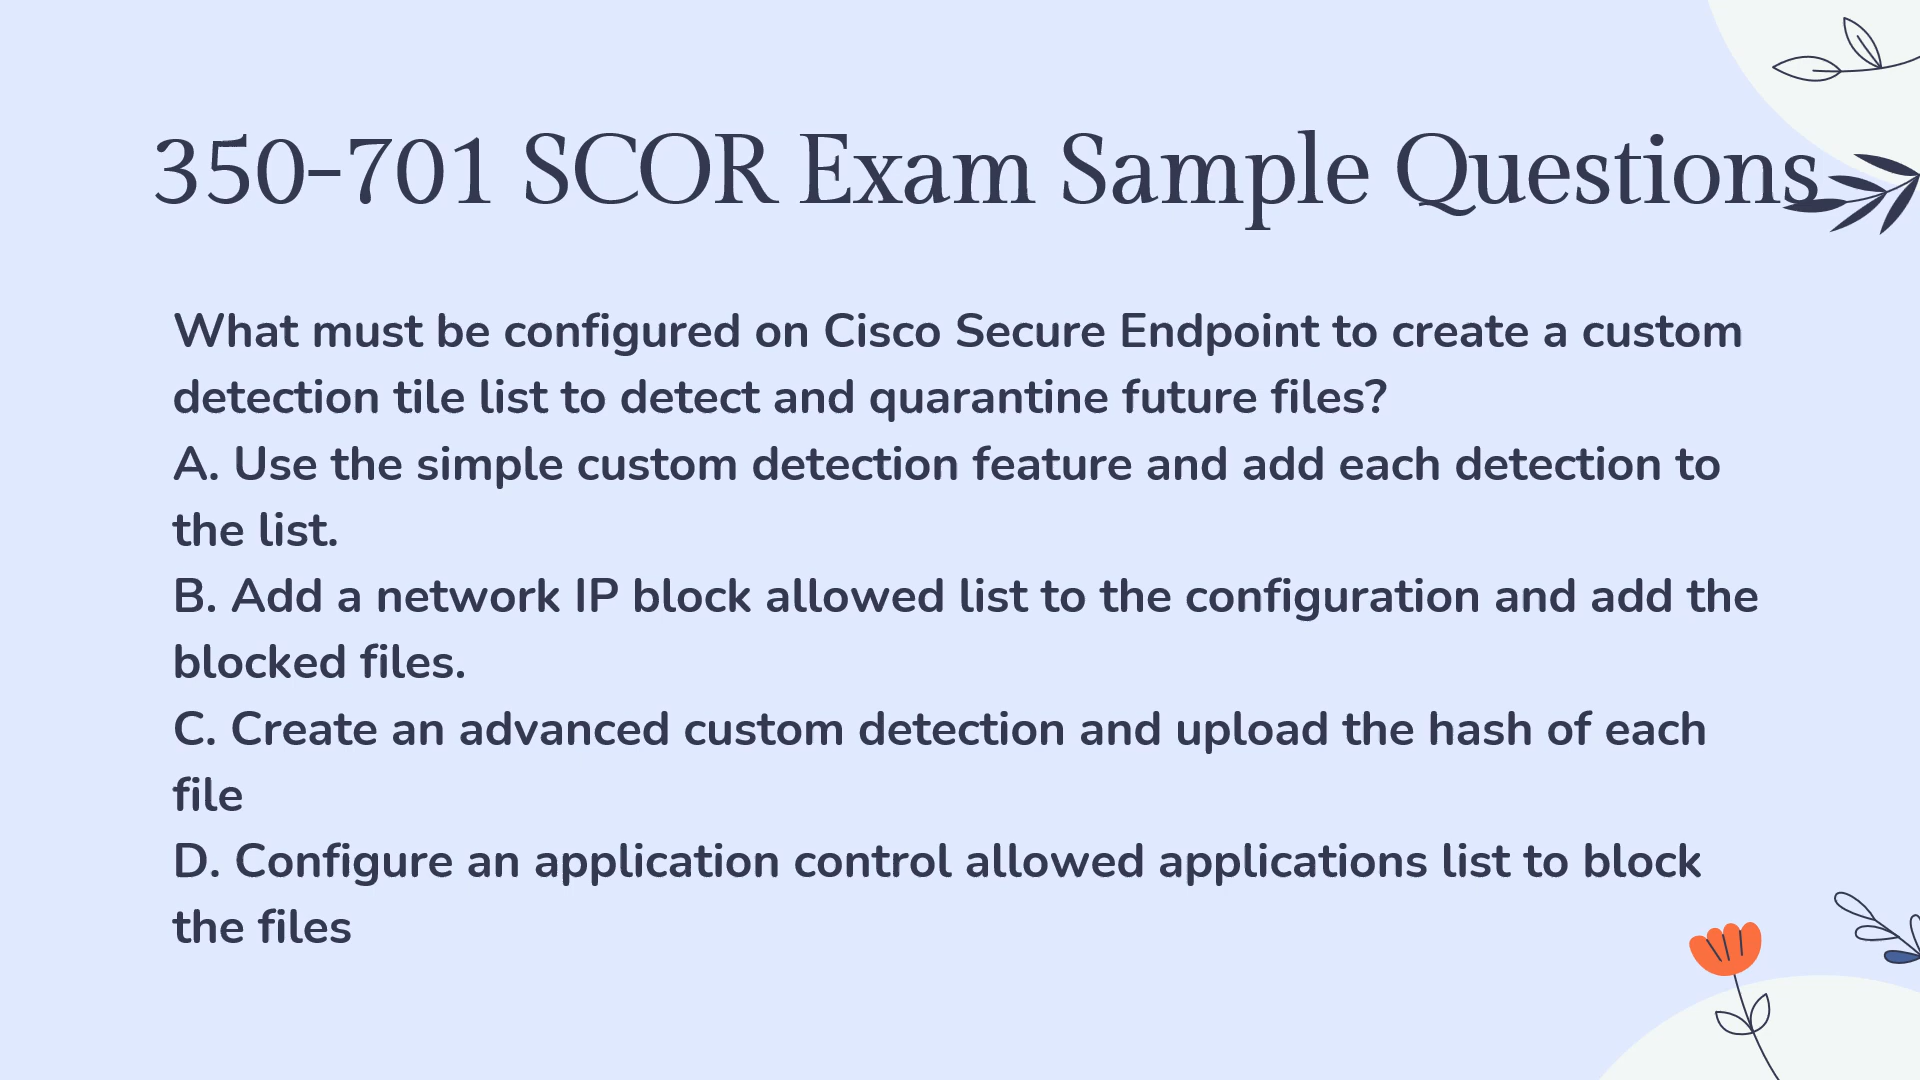 350-701 SCOR Exam Sample Questions
What must be configured on Cisco Secure Endpoint to create a custom
detection tile list to detect and quarantine future files?
A. Use the simple custom detection feature and add each detection to
the list.
B. Add a network IP block allowed list to the configuration and add the
blocked files.
C. Create an advanced custom detection and upload the hash of each
file
D. Configure an application control allowed applications list to block
the files